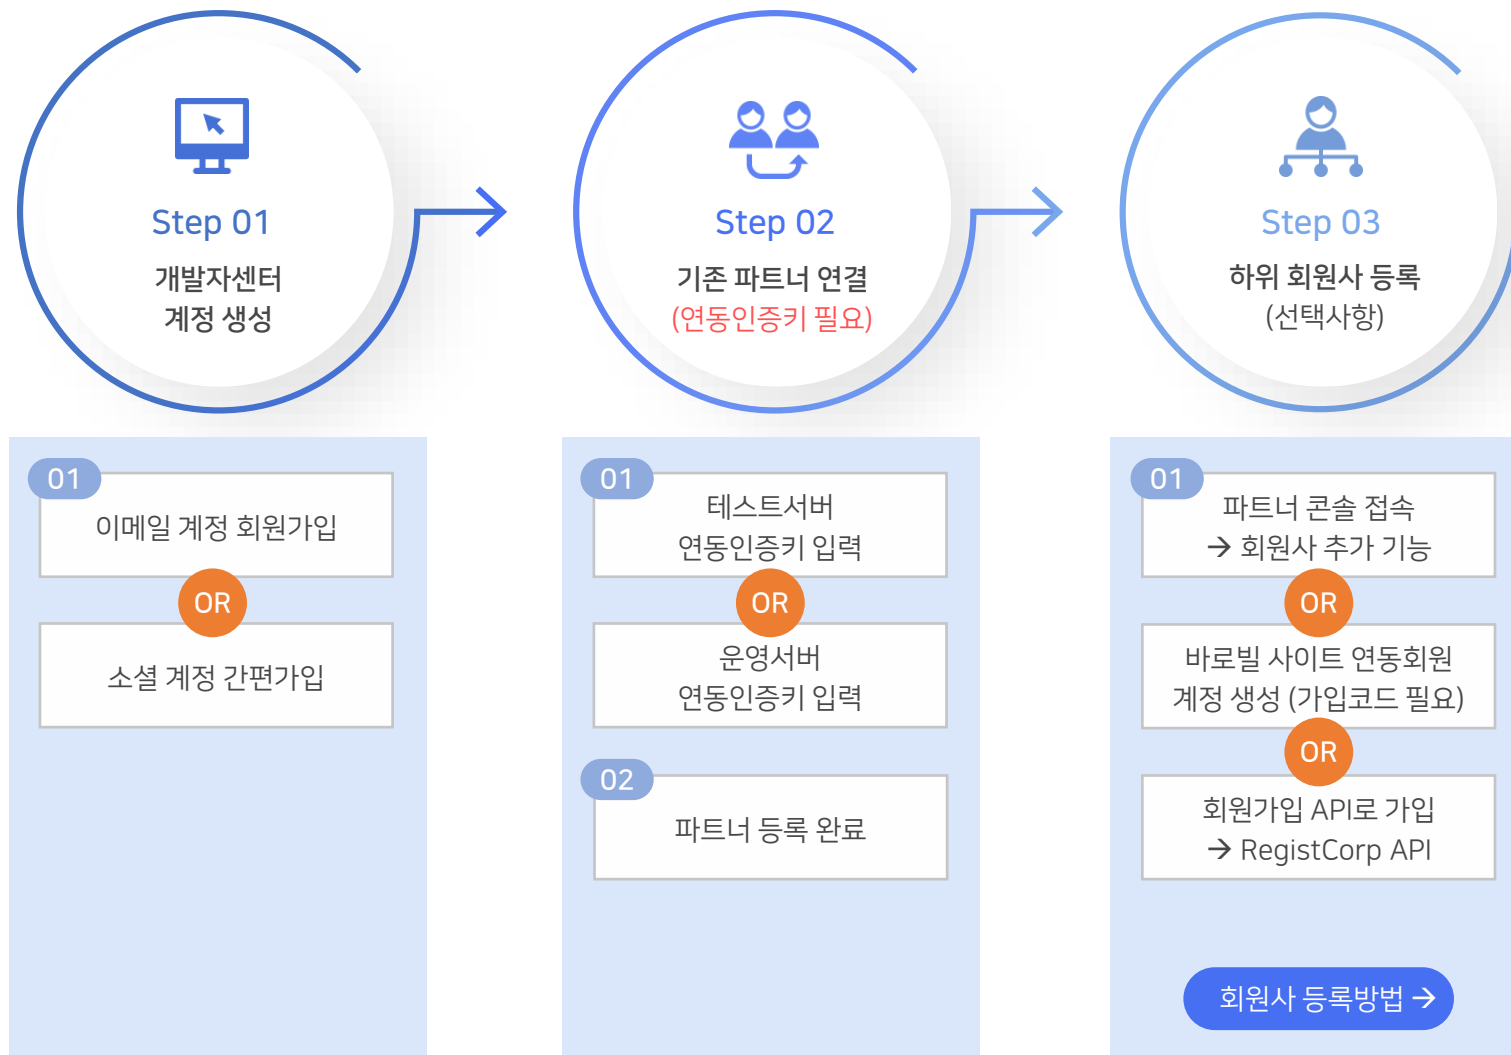 Step 01
개발자센터
계정 생성
Step 02
기존 파트너 연결
(연동인증키 필요)
Step 03
하위 회원사 등록
(선택사항)
01
이메일 계정 회원가입
OR
소셜 계정 간편가입
01
테스트서버
연동인증키 입력
OR
운영서버
연동인증키 입력
02
파트너 등록 완료
01
파트너 콘솔 접속
→ 회원사 추가 기능
OR
바로빌 사이트 연동회원
계정 생성 (가입코드 필요)
OR
회원가입 API로 가입
→ RegistCorp API
회원사 등록방법 →